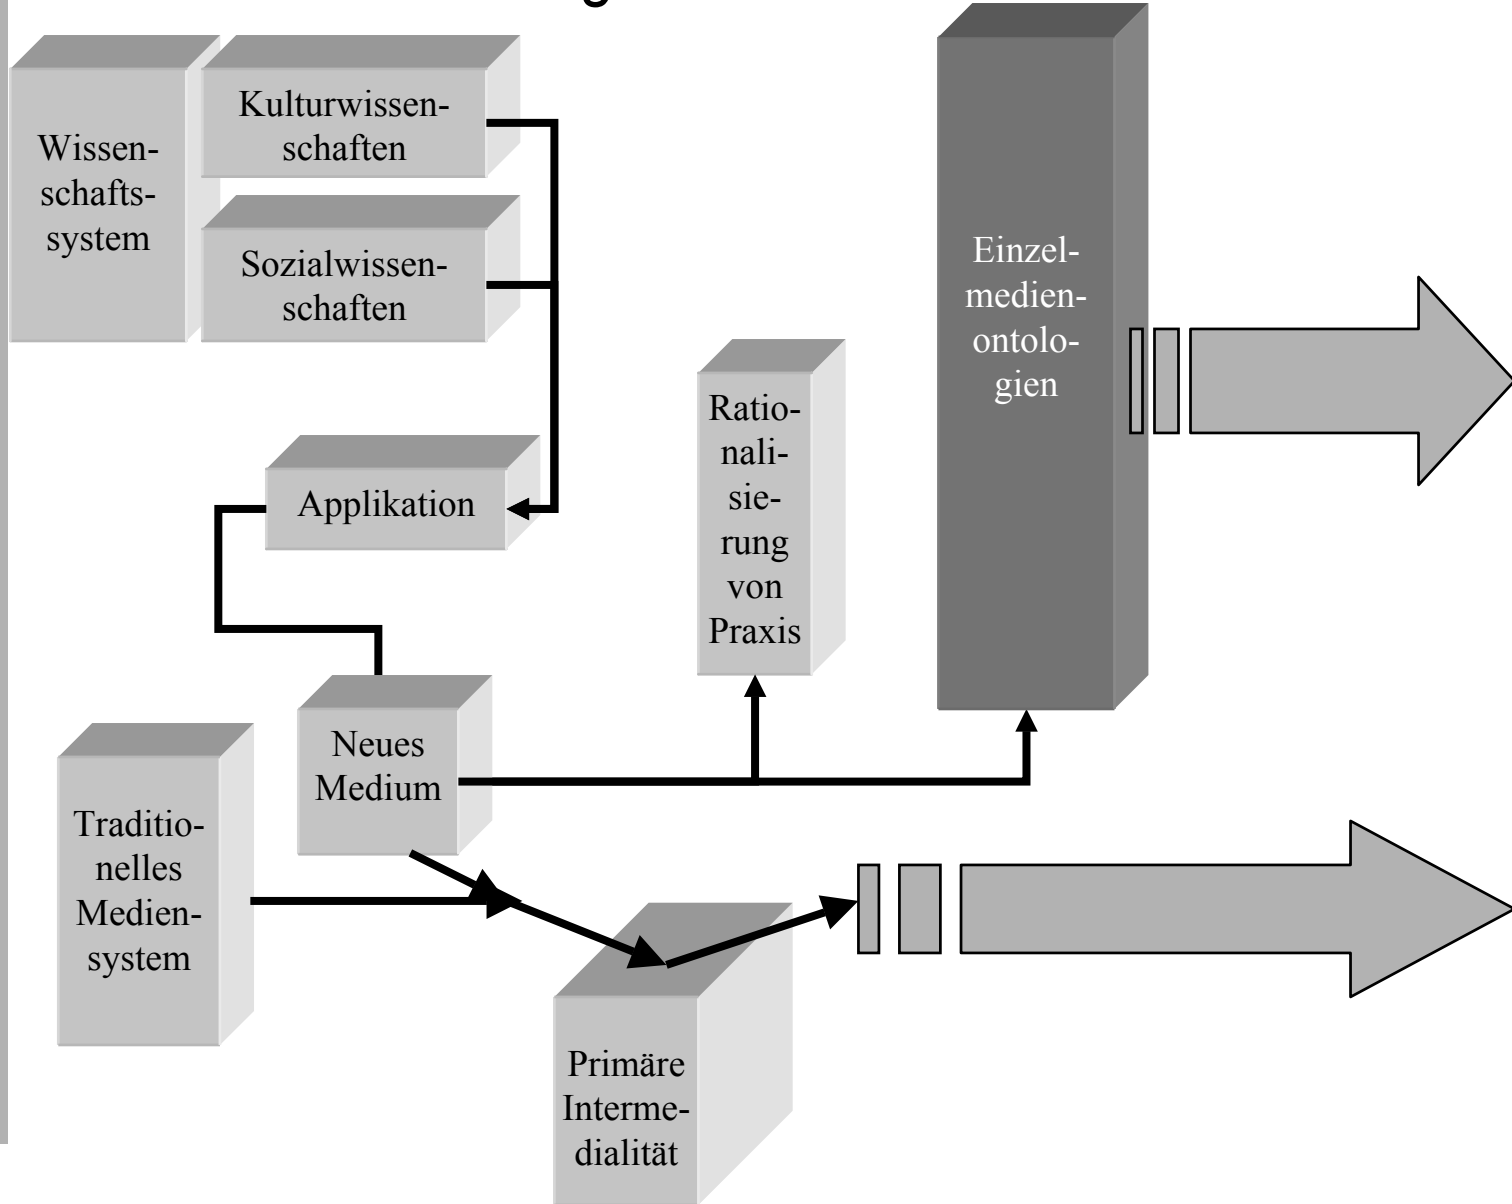 Wissen-
schafts-
system
Kulturwissen-
schaften
Sozialwissen-
schaften
Applikation
Neues
Medium
Traditio-
nelles
Medien-
system
Ratio-
nali-
sie-
rung
von
Praxis
Einzel-
medien-
ontolo-
gien
Primäre
Interme-
dialität